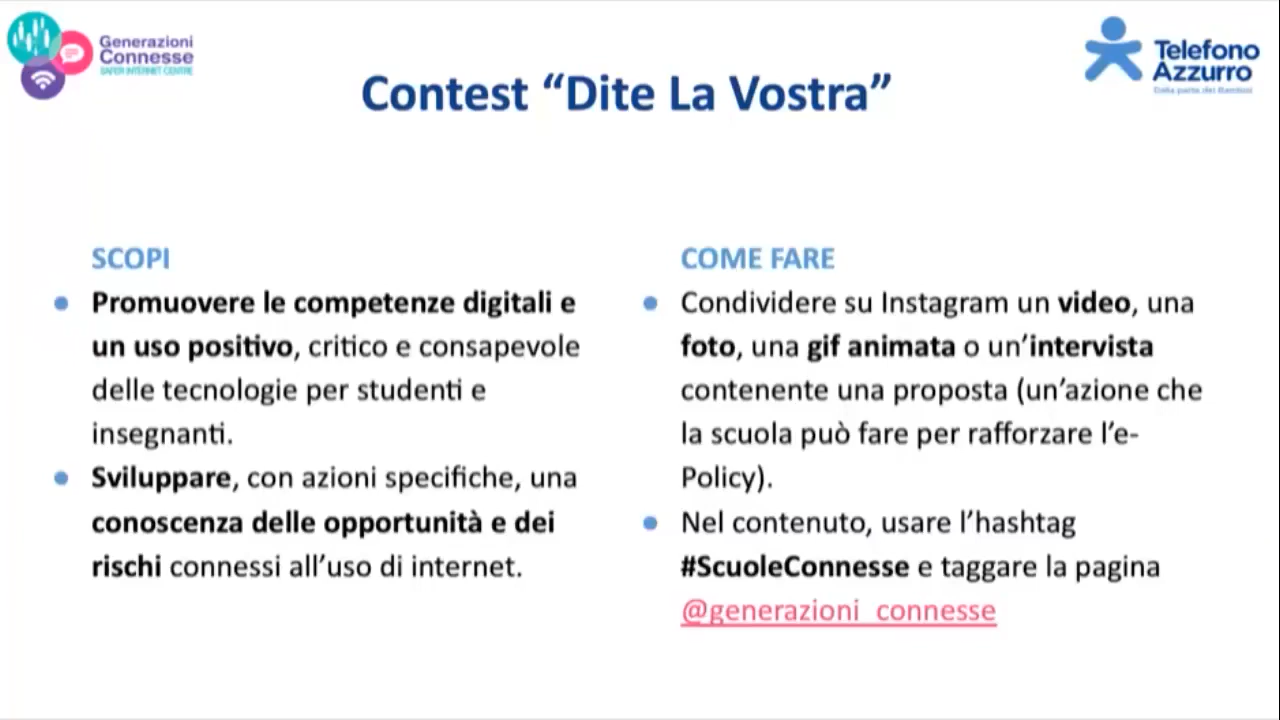 Generazioni
Connesse
SAFER INTERNET CENTRE
Telefono
Azzurro
Dalla parte dei Bambini
Contest “Dite La Vostra”
SCOPI
Promuovere le competenze digitali e
un uso positivo, critico e consapevole
delle tecnologie per studenti e
insegnanti.
Sviluppare, con azioni specifiche, una
conoscenza delle opportunità e dei
rischi connessi all’uso di internet.
COME FARE
Condividere su Instagram un video, una
foto, una gif animata o un’intervista
contenente una proposta (un’azione che
la scuola può fare per rafforzare l’e-
Policy).
Nel contenuto, usare l’hashtag
#ScuoleConnesse e taggare la pagina
@generazioni_connesse